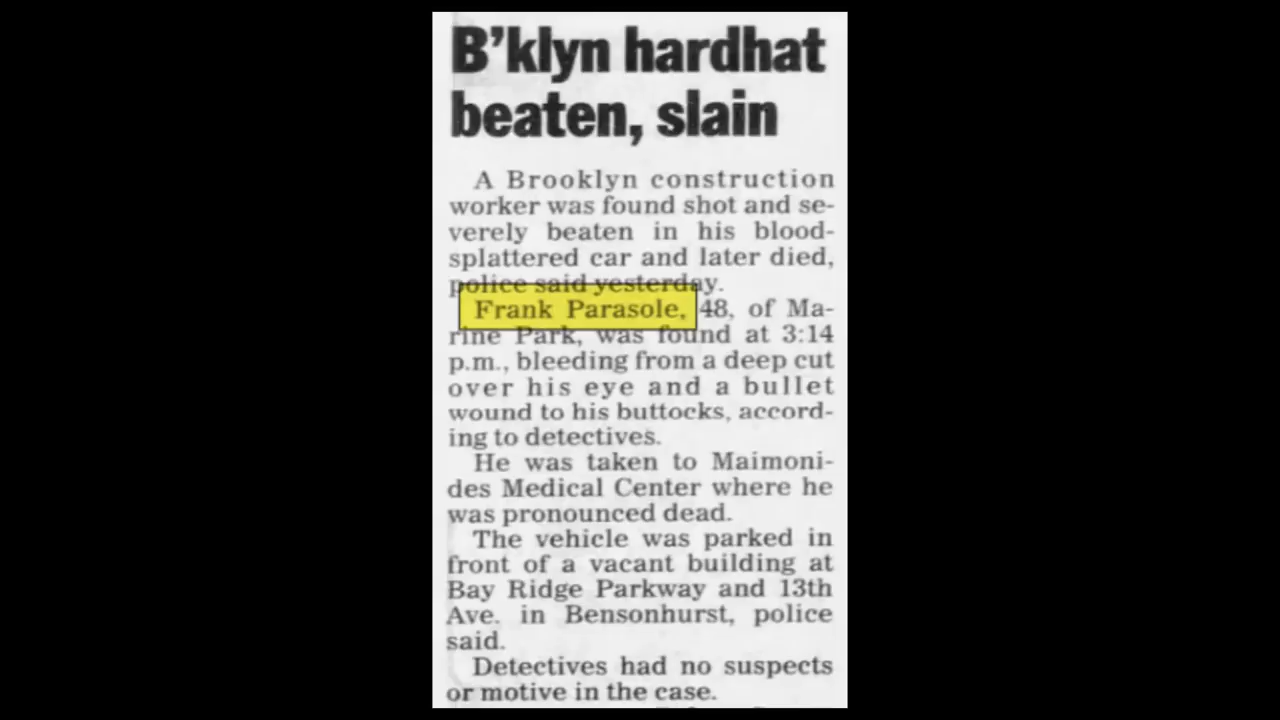 B'klyn hardhat
beaten, slain
A Brooklyn construction
worker was found shot and se-
verely beaten in his blood-
splattered car and later died,
police said yesterday.
Frank Parasole, 48, of Ma-
rine Park, was found at 3:14
p.m., bleeding from a deep cut
over his eye and a bullet
wound to his buttocks, accord-
ing to detectives.
He was taken to Maimoni-
des Medical Center where he
was pronounced dead.
The vehicle was parked in
front of a vacant building at
Bay Ridge Parkway and 13th
Ave. in Bensonhurst, police
said.
Detectives had no suspects
or motive in the case.